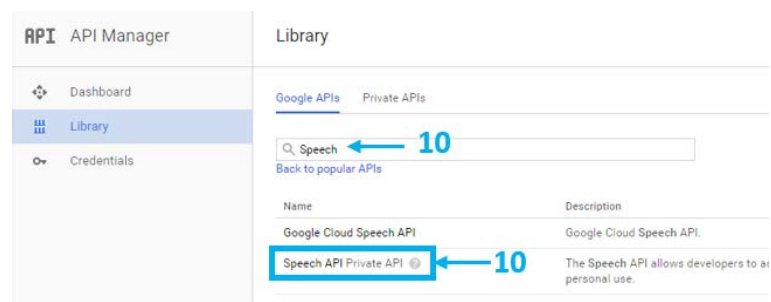 API API Manager
Library
Dashboard
Library
Credentials
Google APIs Private APIs
Speech 10
Back to popular APIs
Name Description
Google Cloud Speech API Google Cloud Speech API.
Speech API Private API 10 The Speech API allows developers to
personal use.